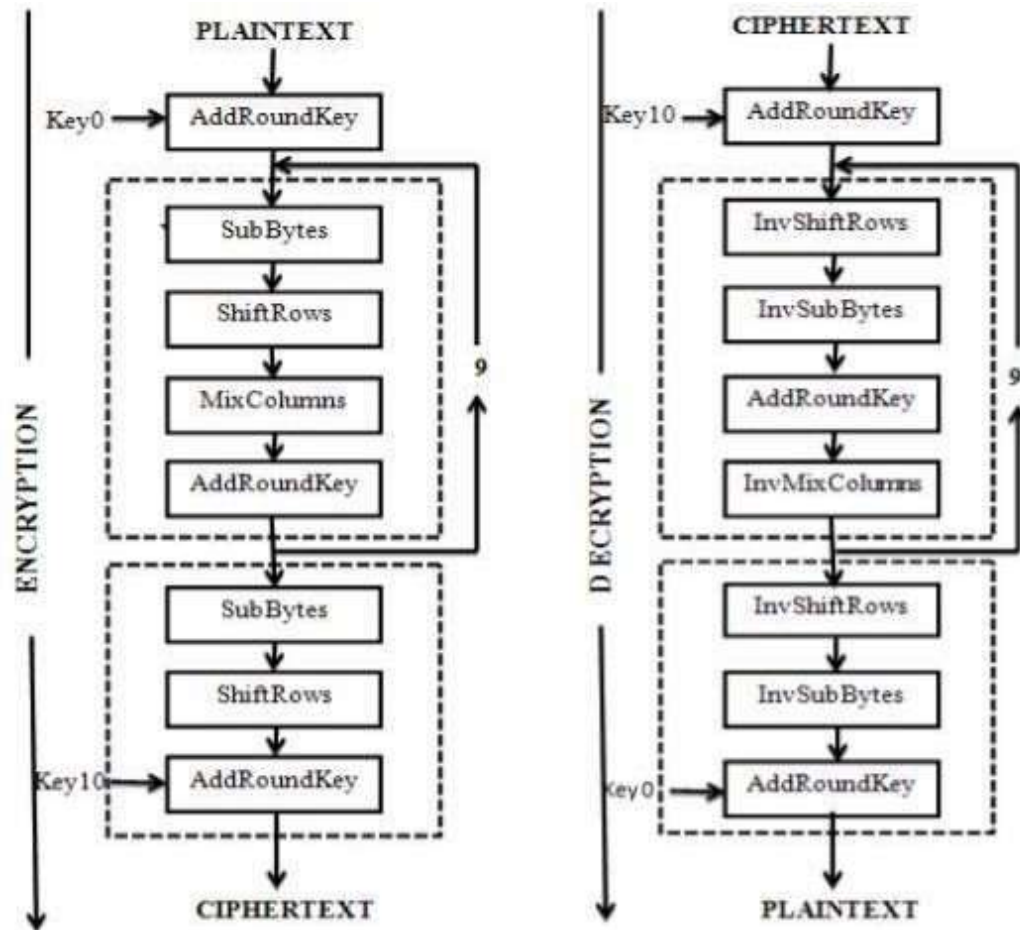 PLAINTEXT
Key0
AddRoundKey
SubBytes
ShiftRows
MixColumns
AddRoundKey
9
SubBytes
ShiftRows
Key10
AddRoundKey
CIPHERTEXT
ENCRYPTION
CIPHERTEXT
Key10
AddRoundKey
InvShiftRows
InvSubBytes
AddRoundKey
InvMixColumns
9
InvShiftRows
InvSubBytes
Key0
AddRoundKey
PLAINTEXT
DECRYPTION